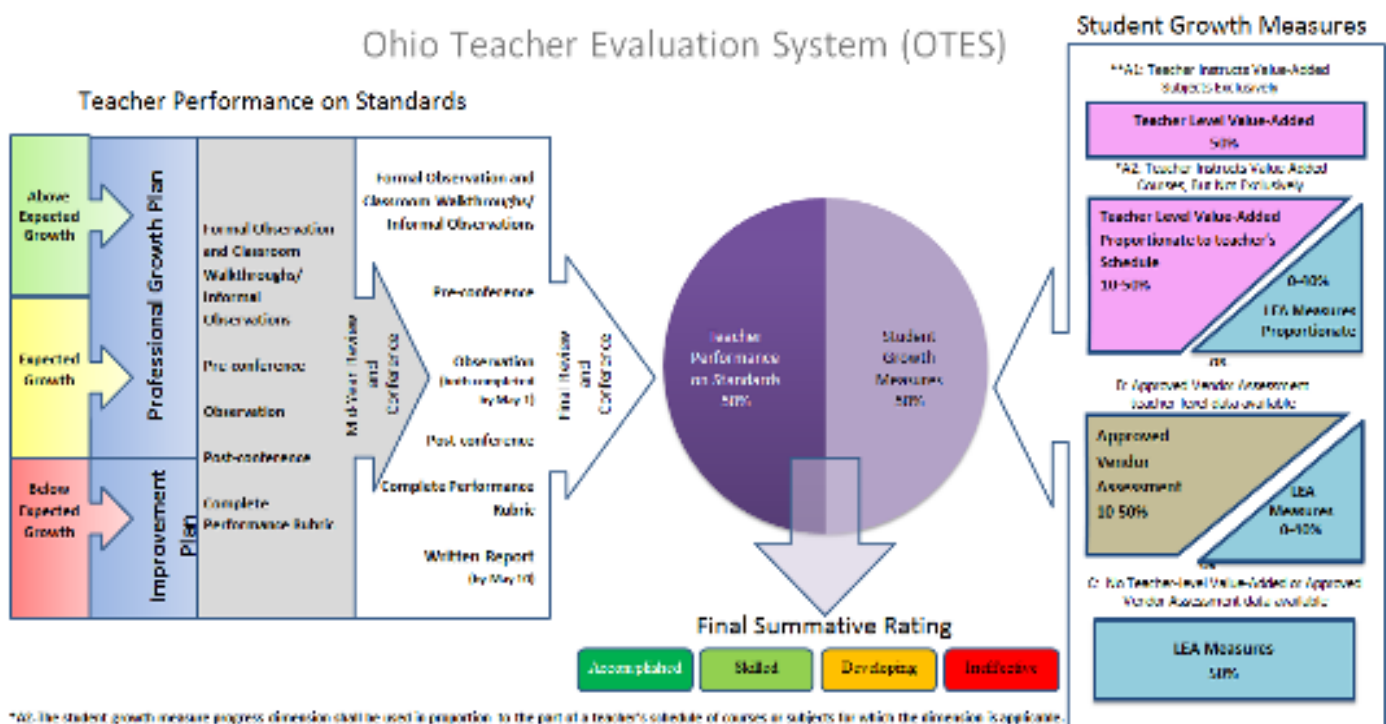 Ohio Teacher Evaluation System (OTES)
Teacher Performance on Standards
Above
Expected
Growth
Expected
Growth
Below
Expected
Growth
Professional Growth Plan
Improvement
Plan
Formal Observation
and Classroom
Walkthroughs/
Informal
Observations
Pre-conference
Observation
Post-conference
Complete
Performance Rubric
Mid-Year Review
and
Conference
Formal Observation and
Classroom Walkthroughs/
Informal Observations
Pre-conference
Observation
(both completed
by May 1)
Post-conference
Complete Performance
Rubric
Written Report
(by May 10)
Final Review
and
Conference
Teacher
Performance
on Standards
50%
Student
Growth
Measures
50%
Final Summative Rating
Accomplished
Skilled
Developing
Ineffective
Student Growth Measures
**A1: Teacher Instructs Value-Added
Subjects Exclusively
Teacher Level Value-Added
50%
*A2: Teacher Instructs Value Added
Courses, But Not Exclusively
Teacher Level Value-Added
Proportionate to teacher's
Schedule
10-50%
0-40%
LEA Measures
Proportionate
OR
B: Approved Vendor Assessment
teacher-level data available
Approved
Vendor
Assessment
10-50%
LEA
Measures
0-40%
C: No Teacher-level Value-Added or Approved
Vendor Assessment data available
LEA Measures
50%
*A2-The student growth measure progress dimension shall be used in proportion to the part of a teacher's schedule of courses or subjects for which the dimension is applicable.